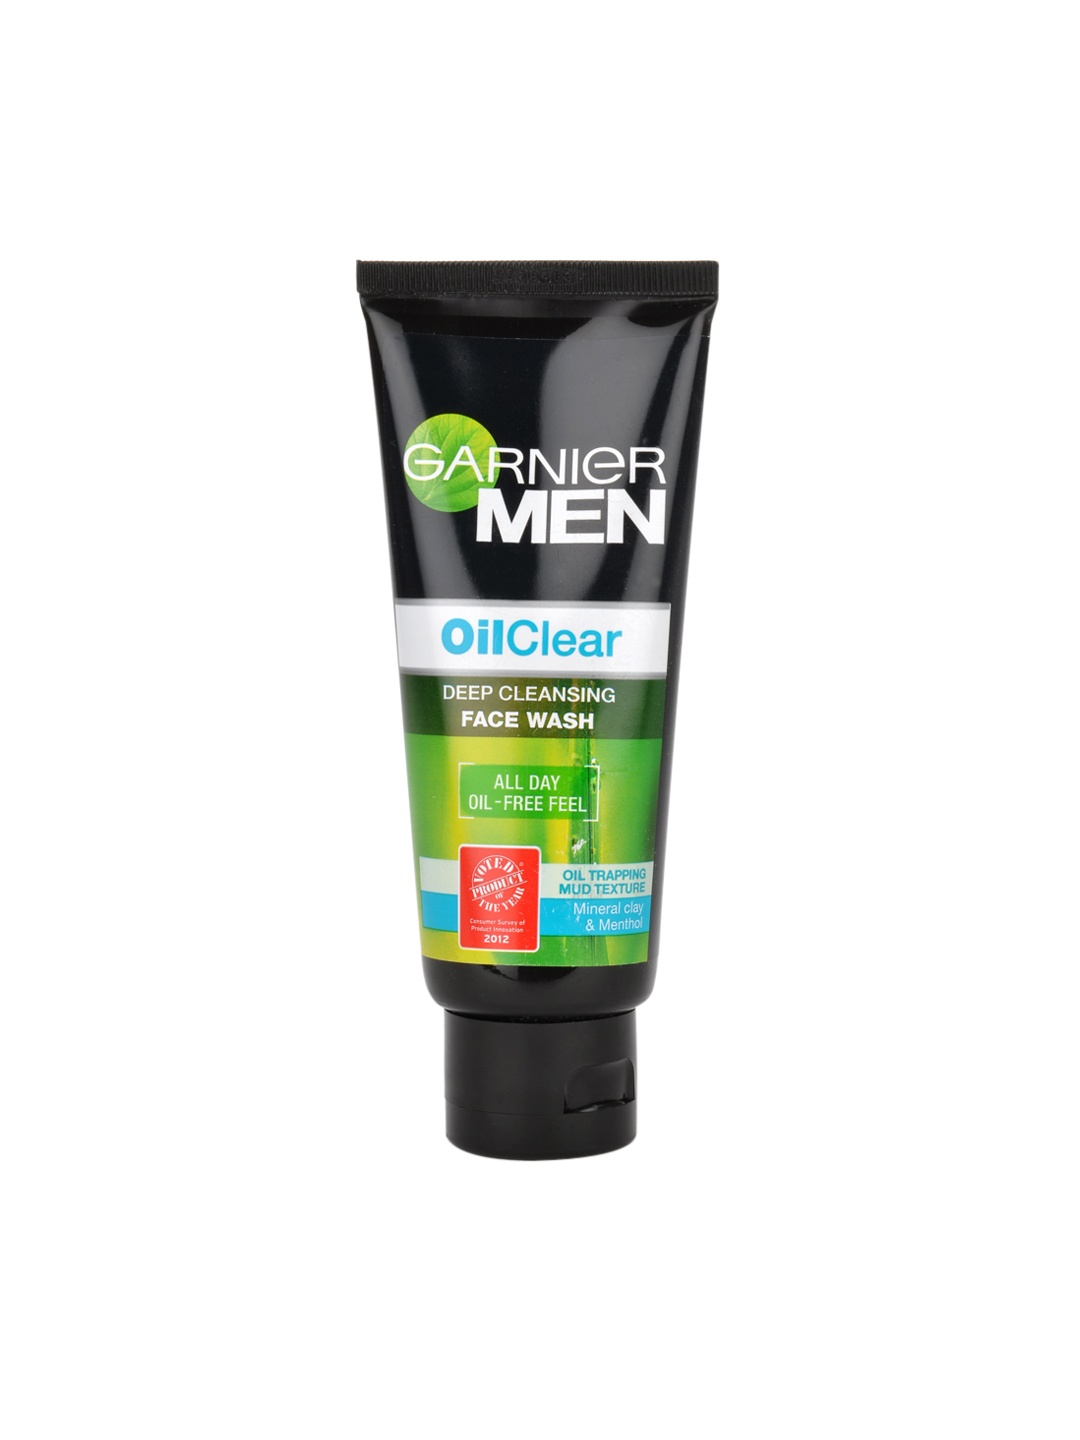 GARNIER
MEN
OilClear
DEEP CLEANSING
FACE WASH
ALL DAY
OIL-FREE FEEL
VOTED
PRODUCT
OF
THE YEAR
Consumer Survey of
Product Innovation
2012
OIL TRAPPING
MUD TEXTURE
Mineral clay
& Menthol